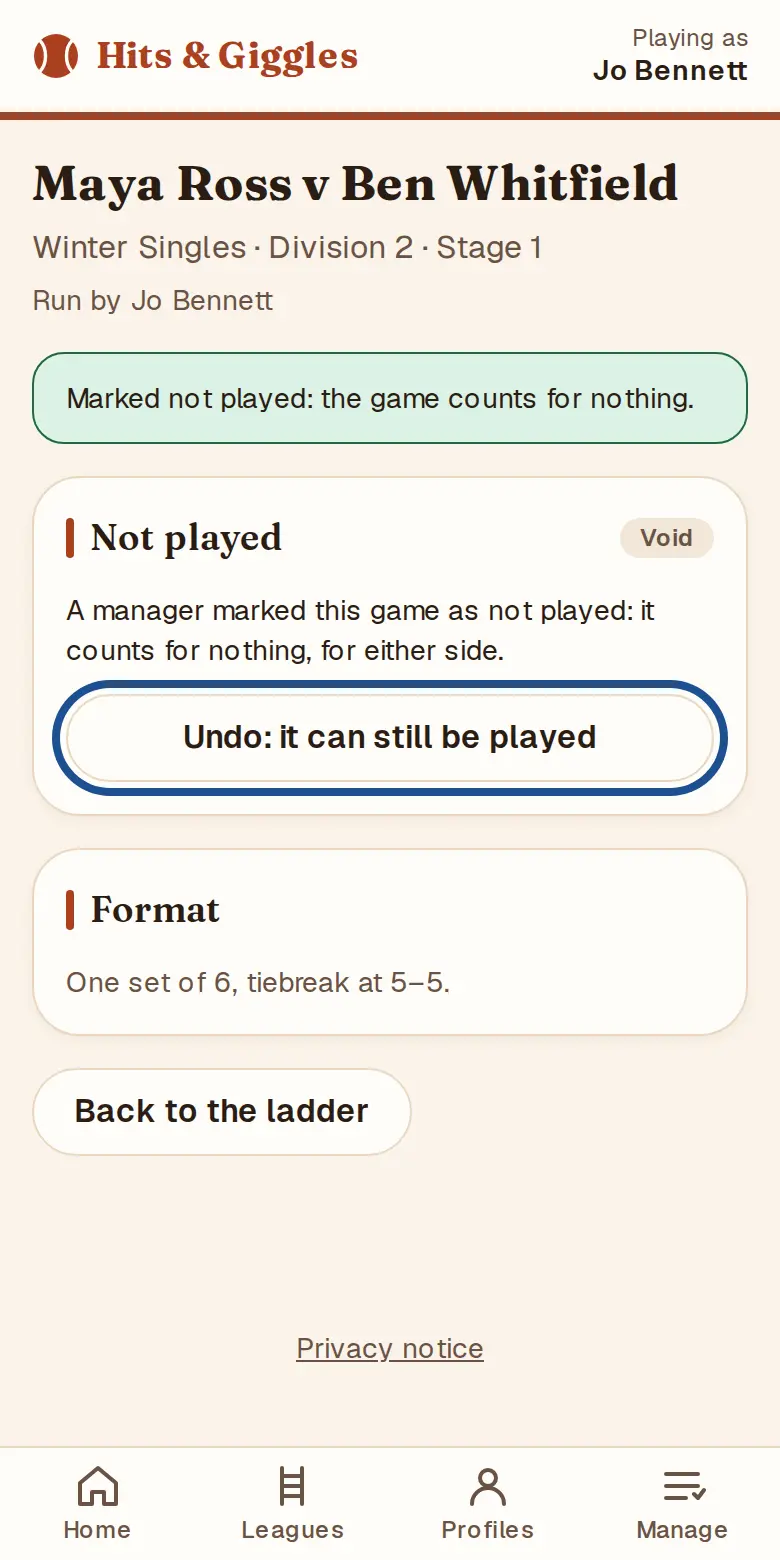 Hits & Giggles
Playing as
Jo Bennett
Maya Ross v Ben Whitfield
Winter Singles · Division 2 · Stage 1
Run by Jo Bennett
Marked not played: the game counts for nothing.
Not played
Void
A manager marked this game as not played: it
counts for nothing, for either side.
Undo: it can still be played
Format
One set of 6, tiebreak at 5–5.
Back to the ladder
Privacy notice
Home
Leagues
Profiles
Manage